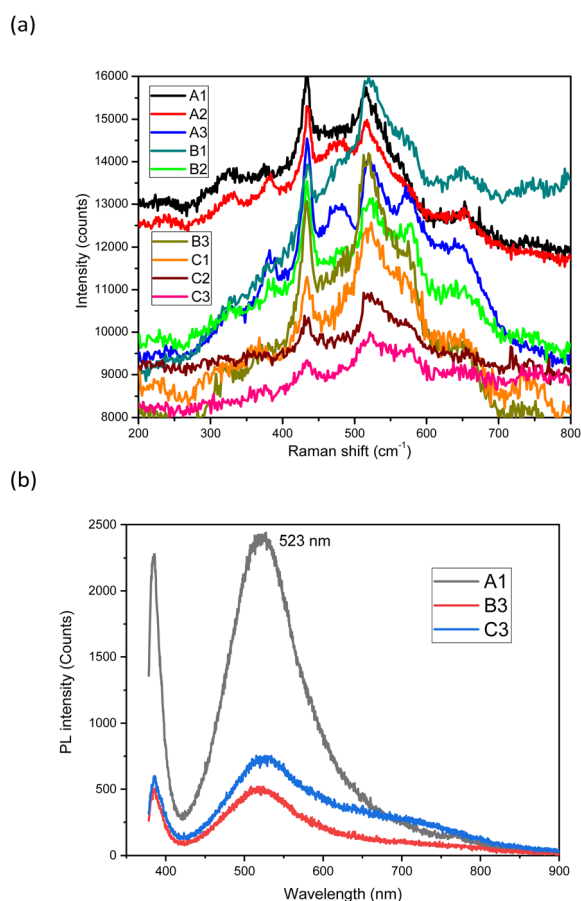 (a)
16000
15000
14000
13000
12000
11000
10000
9000
8000
Intensity (counts)
A1
A2
A3
B1
B2
B3
C1
C2
C3
200 300 400 500 600 700 800
Raman shift (cm⁻¹)
(b)
2500
2000
1500
1000
500
0
PL intensity (Counts)
523 nm
A1
B3
C3
400 500 600 700 800 900
Wavelength (nm)